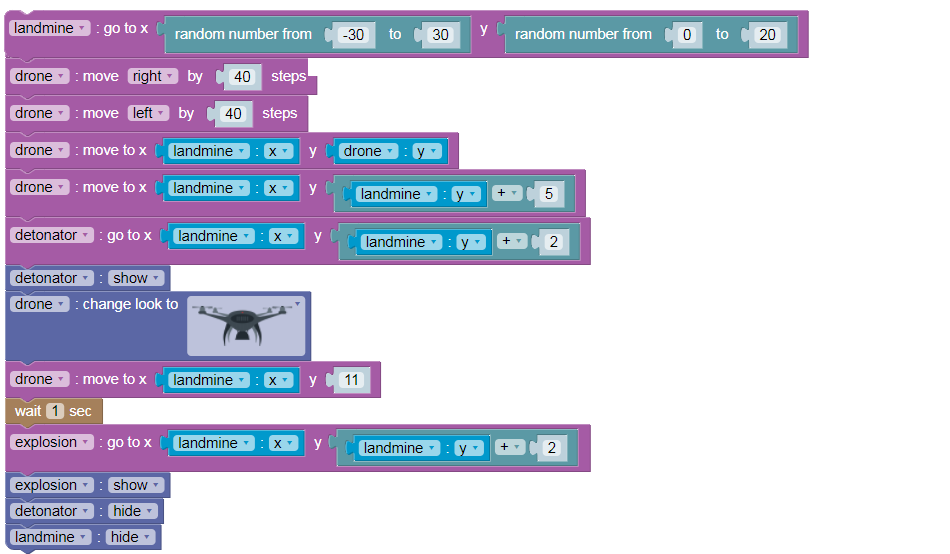 landmine : go to x random number from -30 to 30 y random number from 0 to 20
drone : move right by 40 steps
drone : move left by 40 steps
drone : move to x landmine : x y drone : y
drone : move to x landmine : x y landmine : y + 5
detonator : go to x landmine : x y landmine : y + 2
detonator : show
drone : change look to
drone : move to x landmine : x y 11
wait 1 sec
explosion : go to x landmine : x y landmine : y + 2
explosion : show
detonator : hide
landmine : hide